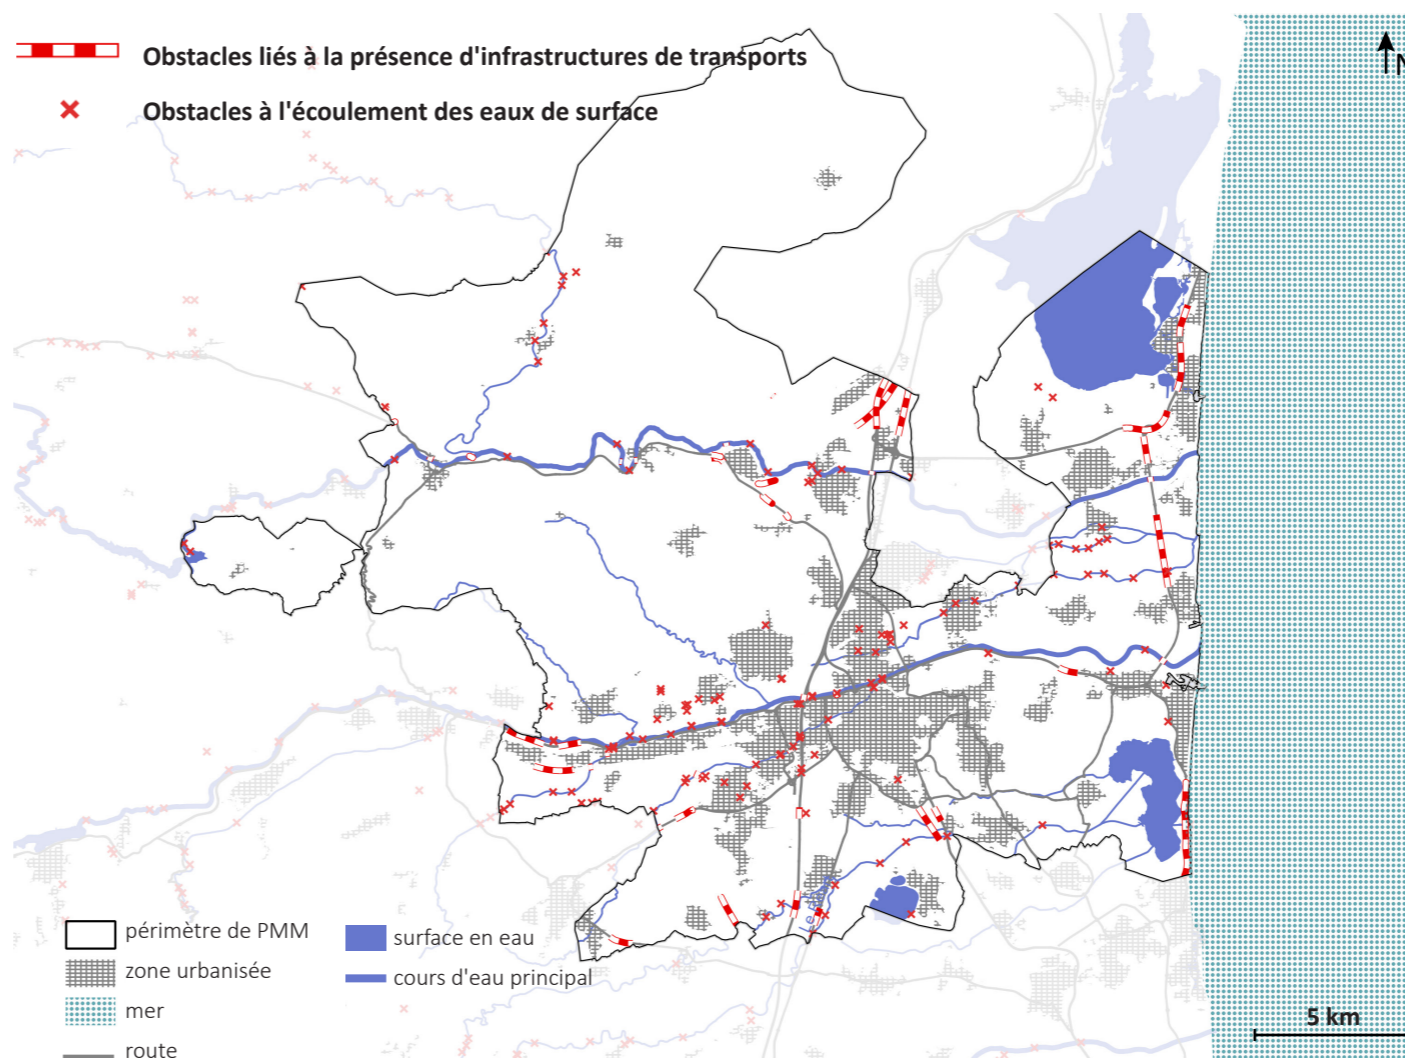 Obstacles liés à la présence d'infrastructures de transports
N
Obstacles à l'écoulement des eaux de surface
périmètre de PMM
surface en eau
zone urbanisée
cours d'eau principal
mer
5 km
route